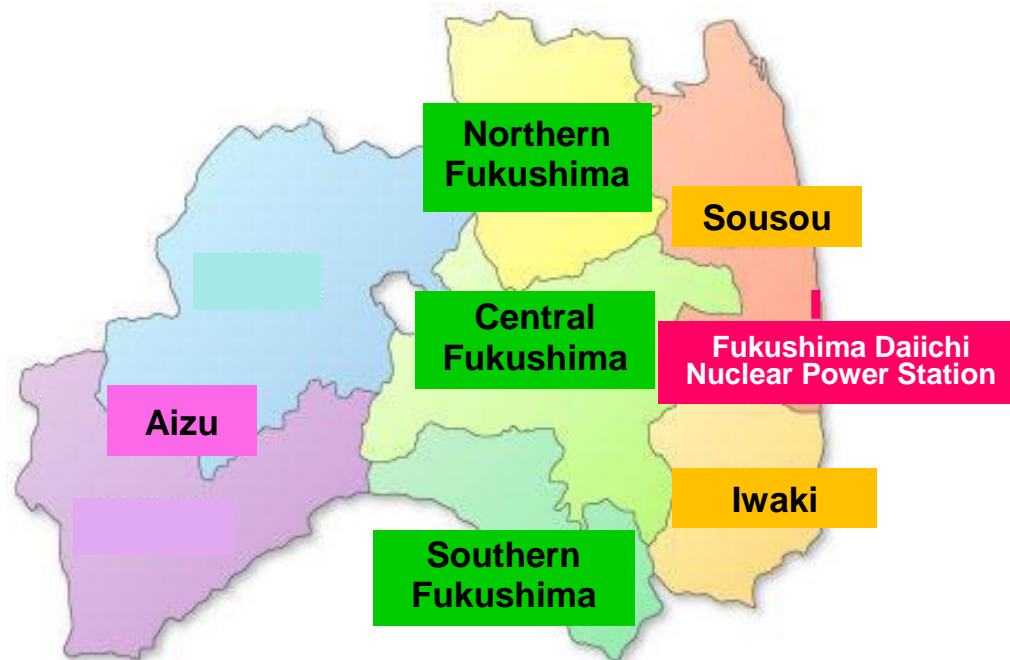 Northern
Fukushima
Sousou
Central
Fukushima
Fukushima Daiichi
Nuclear Power Station
Aizu
Iwaki
Southern
Fukushima